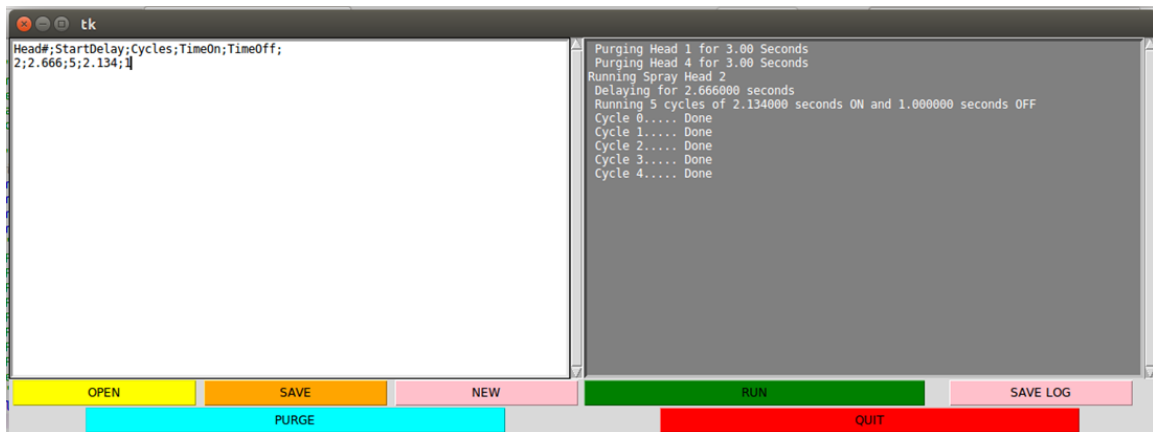 tk
Head#;StartDelay;Cycles;TimeOn;TimeOff;
2;2.666;5;2.134;1
Purging Head 1 for 3.00 Seconds
Purging Head 4 for 3.00 Seconds
Running Spray Head 2
Delaying for 2.666000 seconds
Running 5 cycles of 2.134000 seconds ON and 1.000000 seconds OFF
Cycle 0..... Done
Cycle 1..... Done
Cycle 2..... Done
Cycle 3..... Done
Cycle 4..... Done
OPEN SAVE NEW RUN SAVE LOG
PURGE QUIT